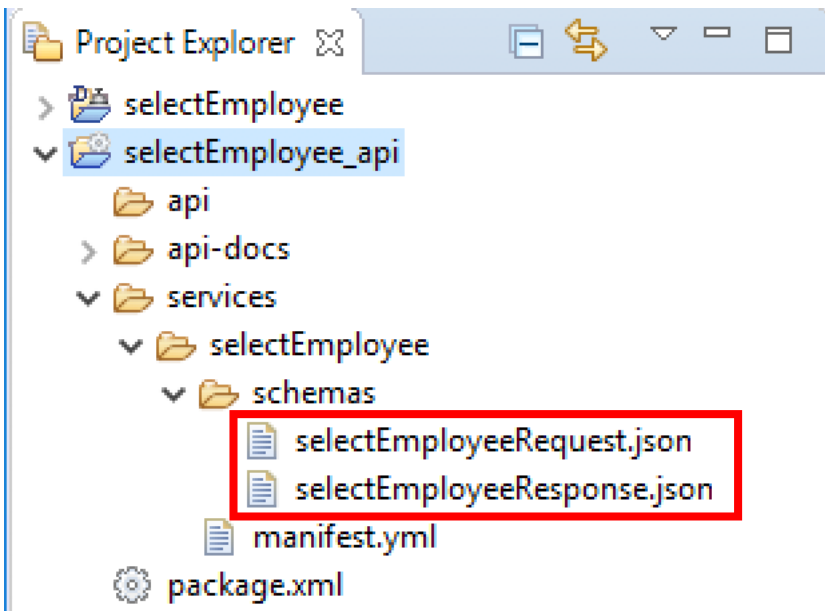 Project Explorer
selectEmployee
selectEmployee_api
api
api-docs
services
selectEmployee
schemas
selectEmployeeRequest.json
selectEmployeeResponse.json
manifest.yml
package.xml